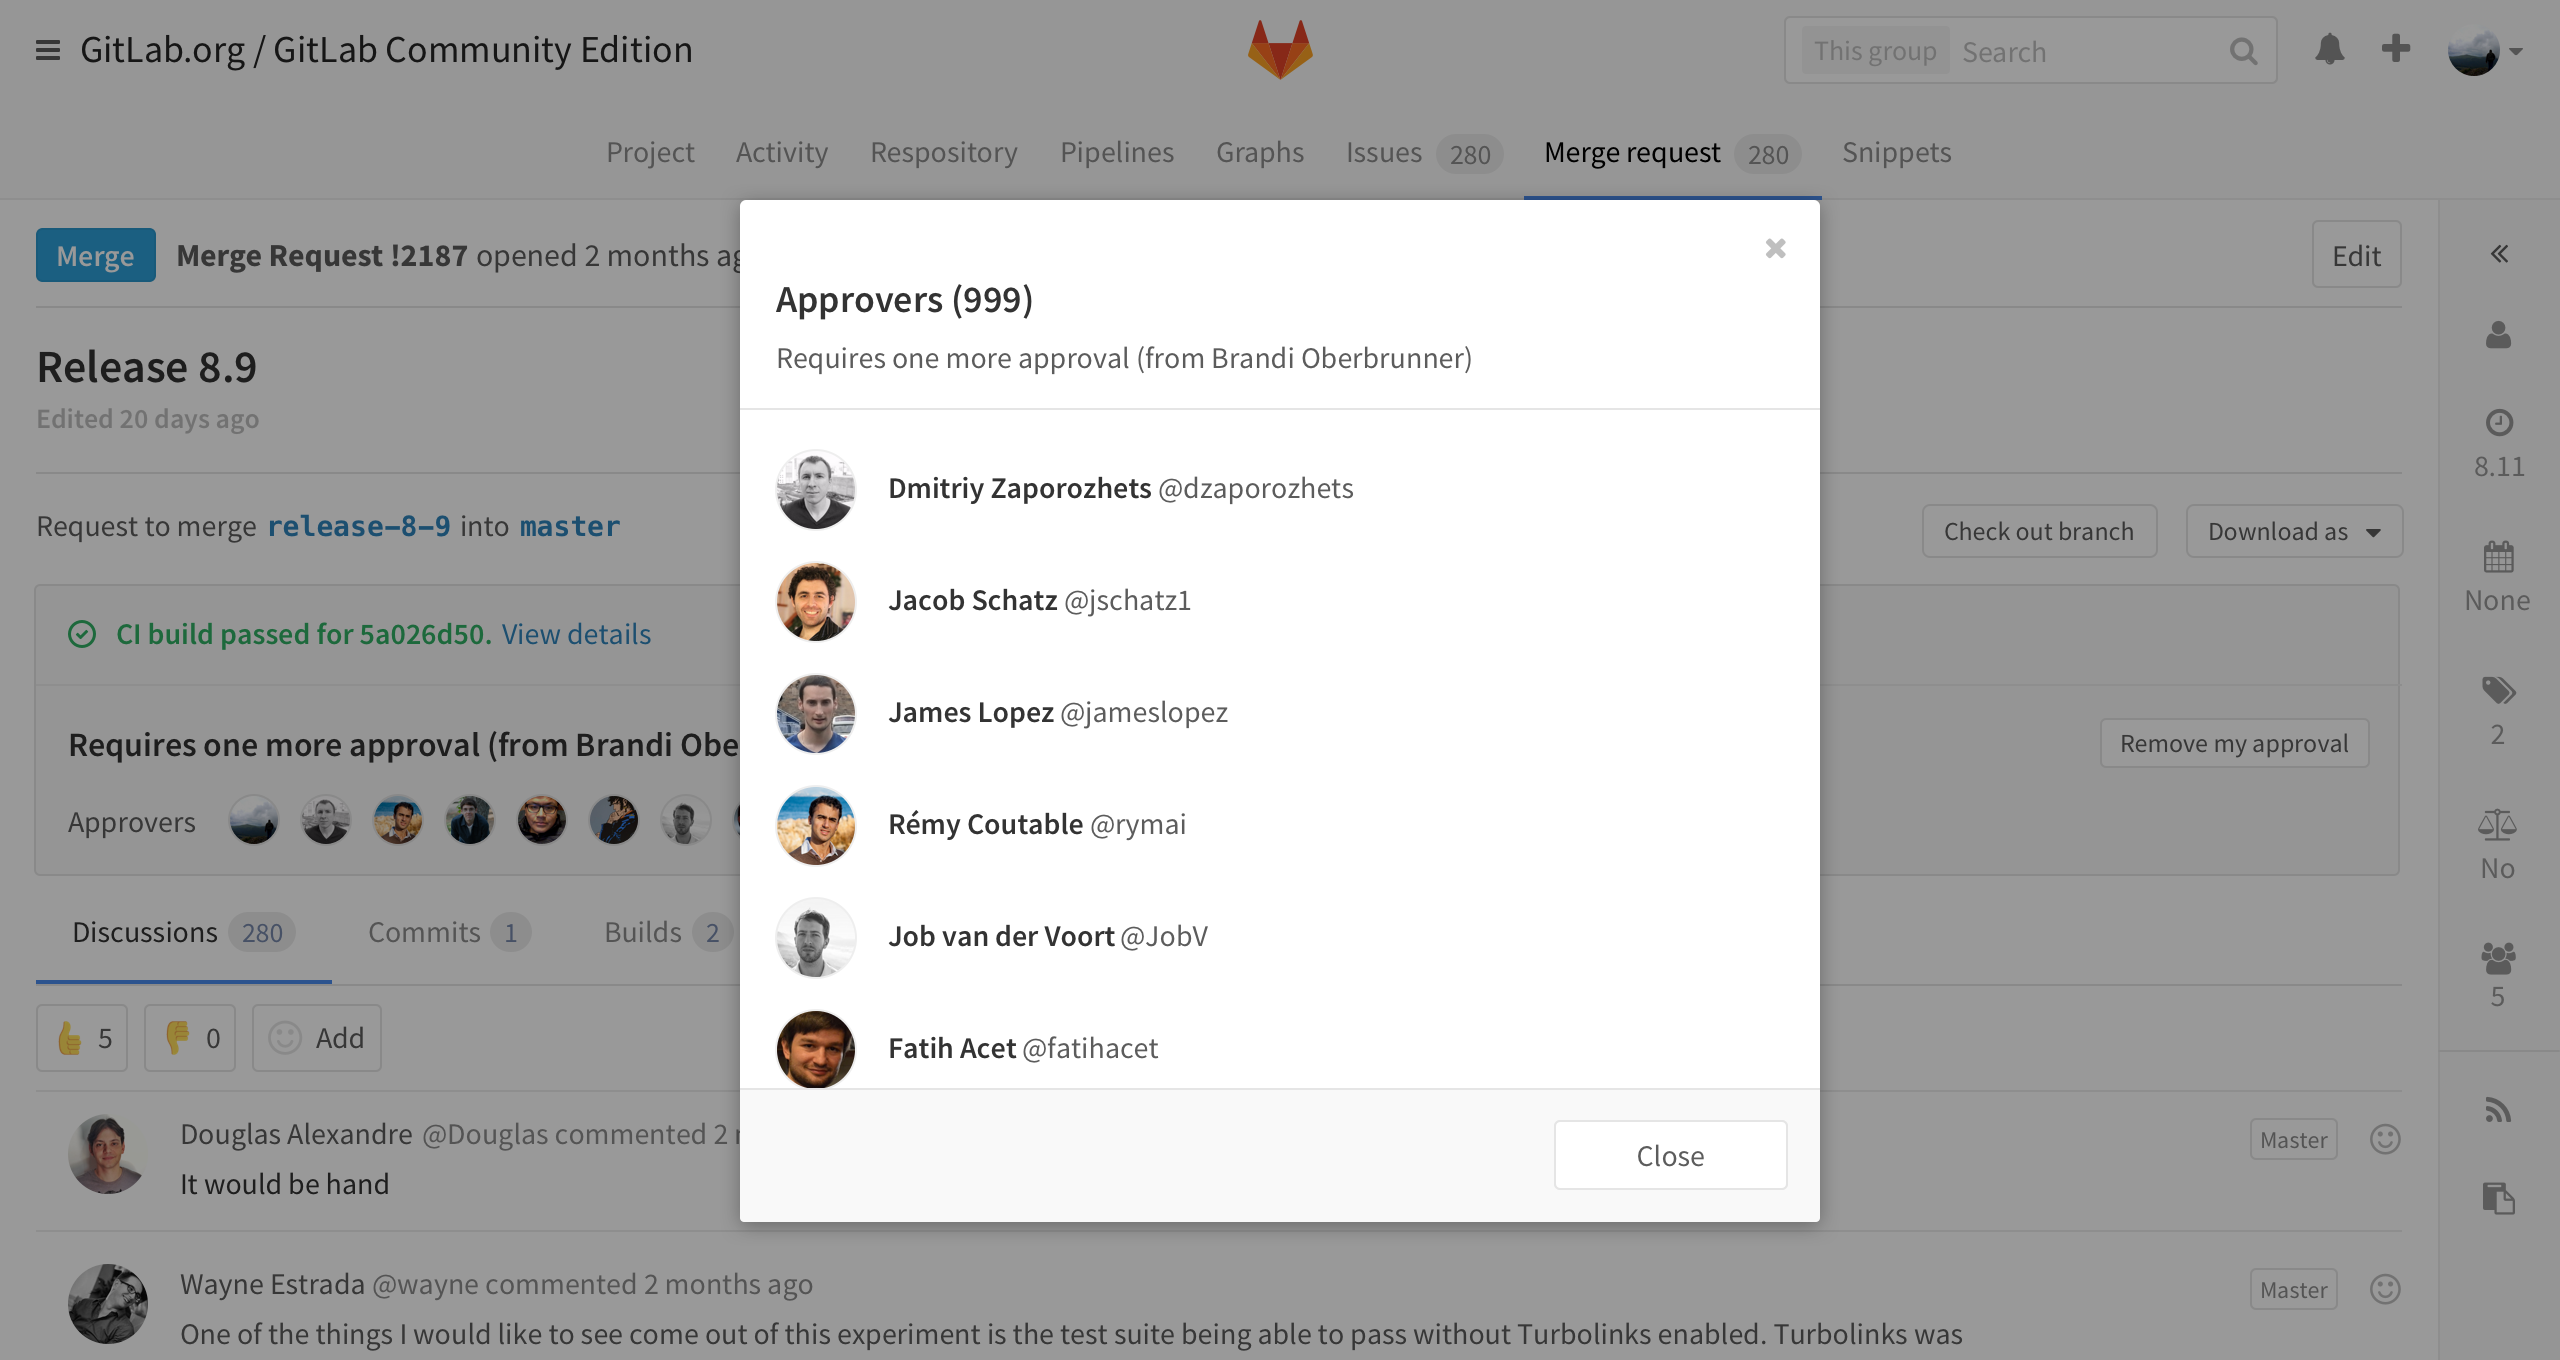 GitLab.org / GitLab Community Edition
This group Search
Project Activity Respository Pipelines Graphs Issues 280 Merge request 280 Snippets
Merge Merge Request !2187 opened 2 months ag
Edit
Release 8.9
Edited 20 days ago
Request to merge release-8-9 into master
Check out branch Download as
CI build passed for 5a026d50. View details
Requires one more approval (from Brandi Obe
Remove my approval
Approvers
Discussions 280 Commits 1 Builds 2
5 0 Add
Douglas Alexandre @Douglas commented 2
Master
It would be hand
Wayne Estrada @wayne commented 2 months ago
Master
One of the things I would like to see come out of this experiment is the test suite being able to pass without Turbolinks enabled. Turbolinks was
Approvers (999)
Requires one more approval (from Brandi Oberbrunner)
Dmitriy Zaporozhets @dzaporozhets
Jacob Schatz @jschatz1
James Lopez @jameslopez
Rémy Coutable @rymai
Job van der Voort @JobV
Fatih Acet @fatihacet
Close
8.11
None
2
No
5